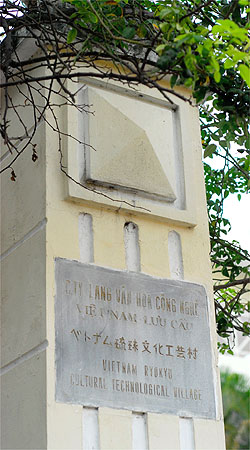 C.TY LÀNG VĂN HÓA CÔNG NGHỆ
VIỆT NAM - LƯU CẦU
ベトナム琉球文化工芸村
VIETNAM RYUKYU
CULTURAL TECHNOLOGICAL VILLAGE